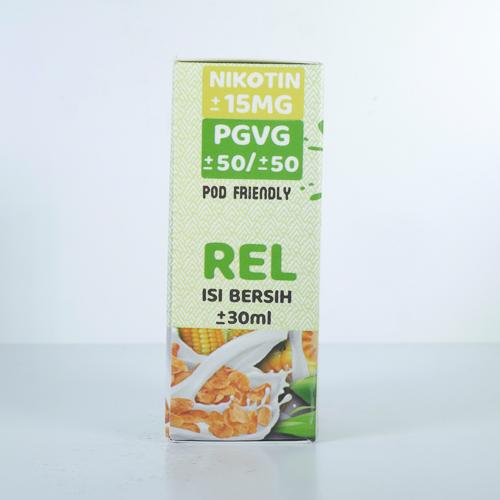 NIKOTIN
±15MG
PGVG
±50/±50
POD FRIENDLY
REL
ISI BERSIH
±30ml